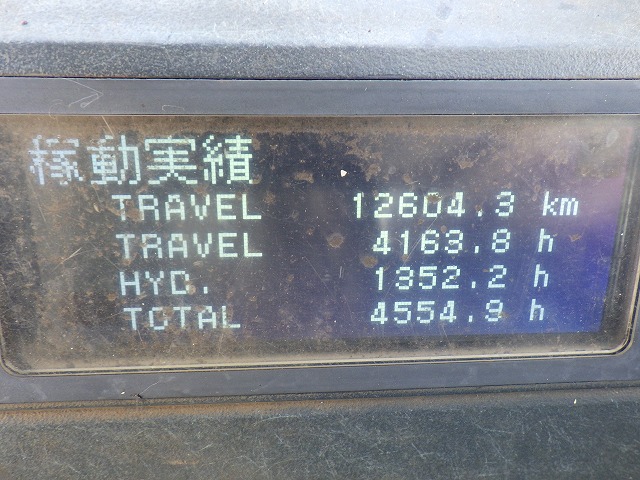 稼動実績
TRAVEL 12604.3 km
TRAVEL 4163.8 h
HYD. 1352.2 h
TOTAL 4554.9 h